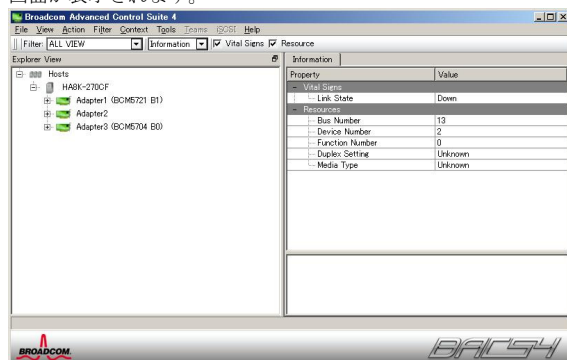 画面が表示されます。
Broadcom Advanced Control Suite 4
File View Action Filter Context Tools Teams iSCSI Help
Filter: ALL VIEW Information Vital Signs Resource
Explorer View
Hosts
HA8K-270CF
Adapter1 (BCM5721 B1)
Adapter2
Adapter3 (BCM5704 B0)
Information
Property Value
Vital Signs
Link State Down
Resources
Bus Number 13
Device Number 2
Function Number 0
Duplex Setting Unknown
Media Type Unknown
BROADCOM. BACS4